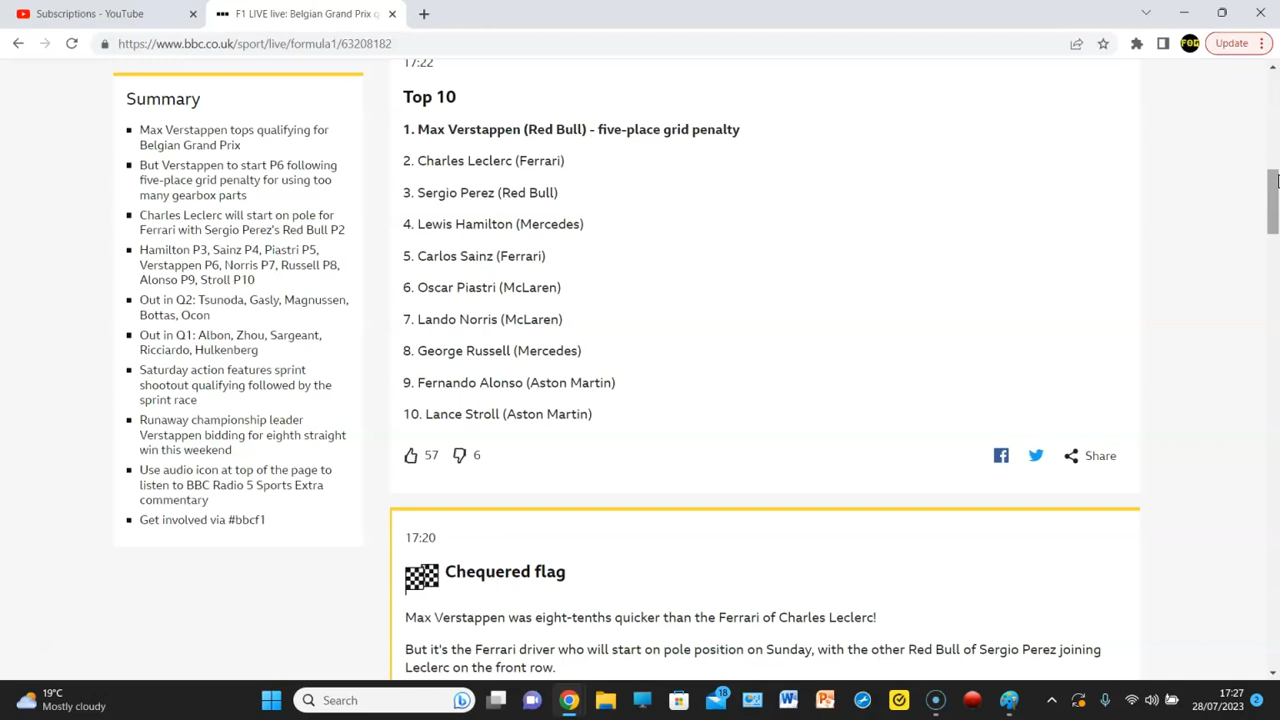 Subscriptions - YouTube
F1 LIVE live: Belgian Grand Prix q
https://www.bbc.co.uk/sport/live/formula1/63208182
FOG
Update
Summary
Max Verstappen tops qualifying for
Belgian Grand Prix
But Verstappen to start P6 following
five-place grid penalty for using too
many gearbox parts
Charles Leclerc will start on pole for
Ferrari with Sergio Perez's Red Bull P2
Hamilton P3, Sainz P4, Piastri P5,
Verstappen P6, Norris P7, Russell P8,
Alonso P9, Stroll P10
Out in Q2: Tsunoda, Gasly, Magnussen,
Bottas, Ocon
Out in Q1: Albon, Zhou, Sargeant,
Ricciardo, Hulkenberg
Saturday action features sprint
shootout qualifying followed by the
sprint race
Runaway championship leader
Verstappen bidding for eighth straight
win this weekend
Use audio icon at top of the page to
listen to BBC Radio 5 Sports Extra
commentary
Get involved via #bbcf1
17:22
Top 10
1. Max Verstappen (Red Bull) - five-place grid penalty
2. Charles Leclerc (Ferrari)
3. Sergio Perez (Red Bull)
4. Lewis Hamilton (Mercedes)
5. Carlos Sainz (Ferrari)
6. Oscar Piastri (McLaren)
7. Lando Norris (McLaren)
8. George Russell (Mercedes)
9. Fernando Alonso (Aston Martin)
10. Lance Stroll (Aston Martin)
57 6 Share
17:20
Chequered flag
Max Verstappen was eight-tenths quicker than the Ferrari of Charles Leclerc!
But it's the Ferrari driver who will start on pole position on Sunday, with the other Red Bull of Sergio Perez joining
Leclerc on the front row.
19°C
Mostly cloudy
Search
18
17:27
28/07/2023
2